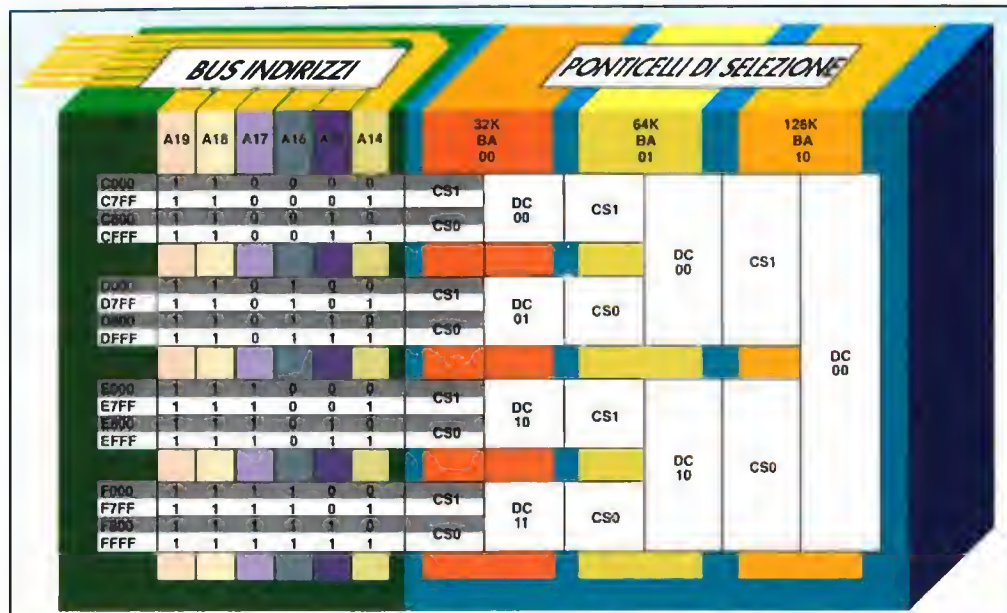 BUS INDIRIZZI
PONTICELLI DI SELEZIONE
A19 A18 A17 A16 A15 A14
32K BA 00
64K BA 01
128K BA 10
C000 1 1 0 0 0 0
C7FF 1 1 0 0 0 1
C800 1 1 0 0 1 0
CFFF 1 1 0 0 1 1
CS1
CS0
DC 00
CS1
D000 1 1 0 1 0 0
D7FF 1 1 0 1 0 1
D800 1 1 0 1 1 0
DFFF 1 1 0 1 1 1
CS1
CS0
DC 01
CS0
DC 00
CS1
E000 1 1 1 0 0 0
E7FF 1 1 1 0 0 1
E800 1 1 1 0 1 0
EFFF 1 1 1 0 1 1
CS1
CS0
DC 10
CS1
F000 1 1 1 1 0 0
F7FF 1 1 1 1 0 1
F800 1 1 1 1 1 0
FFFF 1 1 1 1 1 1
CS1
CS0
DC 11
CS0
DC 10
CS0
DC 00